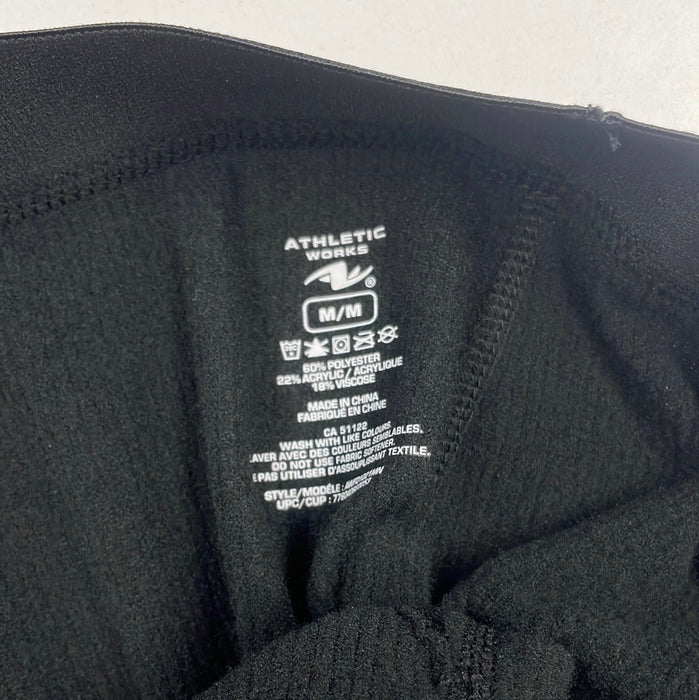 ATHLETIC
WORKS
®
M/M
30C
60% POLYESTER
22% ACRYLIC / ACRYLIQUE
18% VISCOSE
MADE IN CHINA
FABRIQUÉ EN CHINE
CA 51122
WASH WITH LIKE COLOURS.
AVER AVEC DES COULEURS SEMBLABLES.
DO NOT USE FABRIC SOFTENER.
E PAS UTILISER D'ASSOUPLISSANT TEXTILE.
STYLE/MODÈLE:
UPC/CUP: